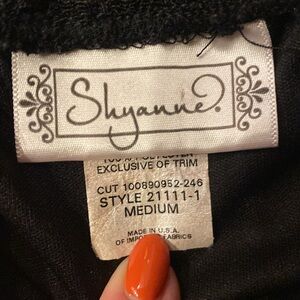 Shyanne.
EXCLUSIVE OF TRIM
CUT 100890952-246
STYLE 21111-1
MEDIUM
MADE IN U.S.A.
OF IMPORTED FABRICS